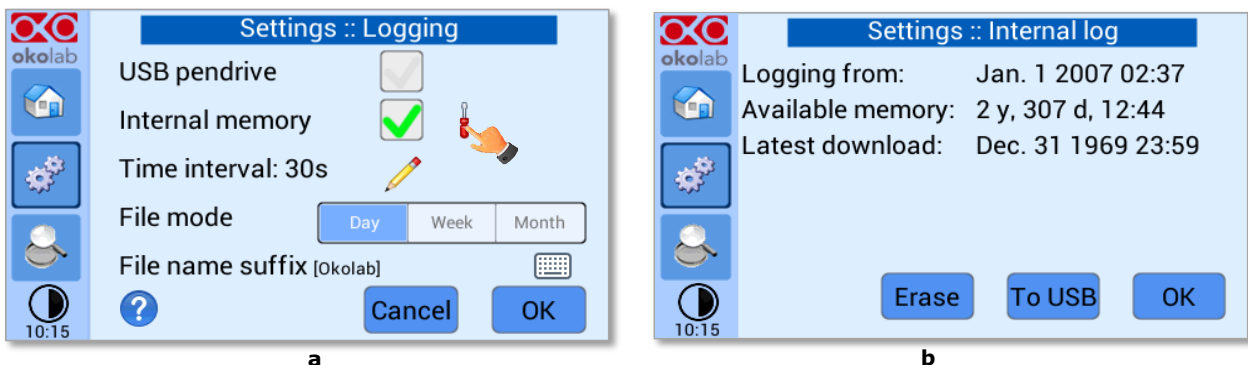 Settings :: Logging
okolab
USB pendrive
Internal memory
Time interval: 30s
File mode
Day Week Month
File name suffix [Okolab]
?
Cancel OK
10:15
a
Settings :: Internal log
okolab
Logging from: Jan. 1 2007 02:37
Available memory: 2 y, 307 d, 12:44
Latest download: Dec. 31 1969 23:59
Erase To USB OK
10:15
b